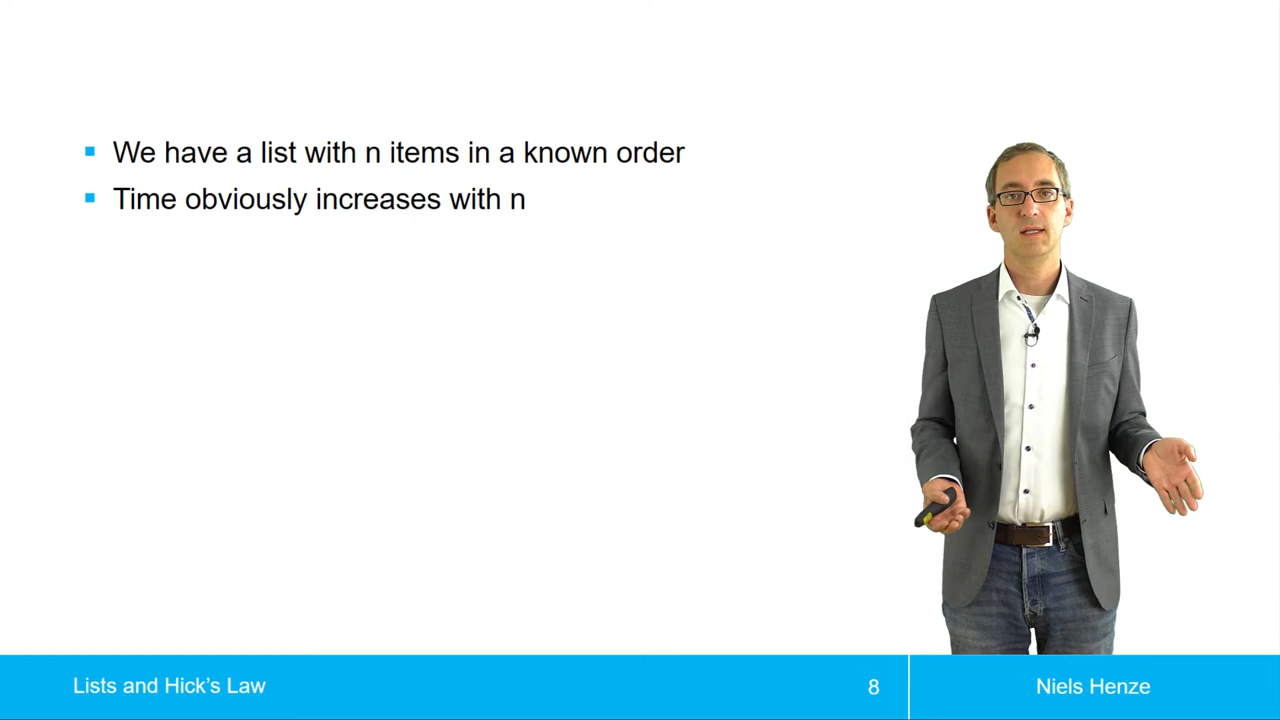 We have a list with n items in a known order
Time obviously increases with n
Lists and Hick's Law
8
Niels Henze